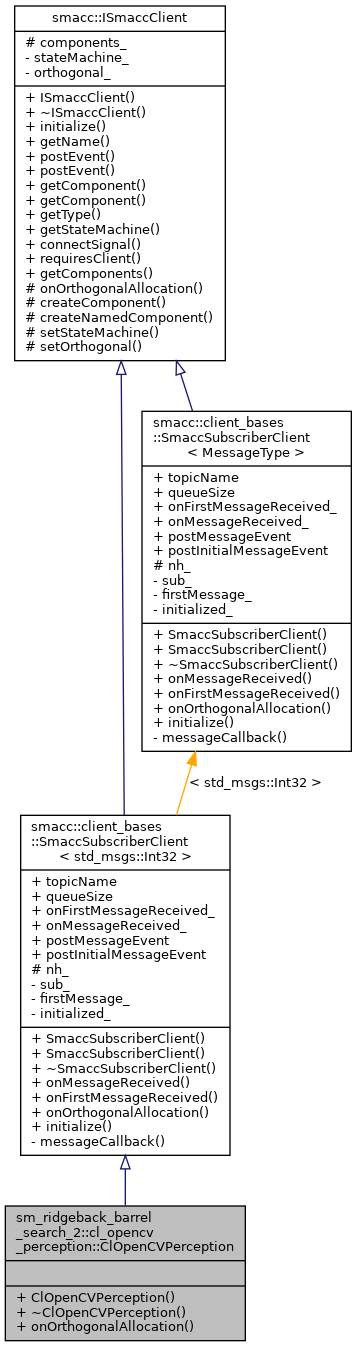 smacc::ISmaccClient
# components_
- stateMachine_
- orthogonal_
+ ISmaccClient()
+ ~ISmaccClient()
+ initialize()
+ getName()
+ postEvent()
+ postEvent()
+ getComponent()
+ getComponent()
+ getType()
+ getStateMachine()
+ connectSignal()
+ requiresClient()
+ getComponents()
# onOrthogonalAllocation()
# createComponent()
# createNamedComponent()
# setStateMachine()
# setOrthogonal()
smacc::client_bases
::SmaccSubscriberClient
< MessageType >
+ topicName
+ queueSize
+ onFirstMessageReceived_
+ onMessageReceived_
+ postMessageEvent
+ postInitialMessageEvent
# nh_
- sub_
- firstMessage_
- initialized_
+ SmaccSubscriberClient()
+ SmaccSubscriberClient()
+ ~SmaccSubscriberClient()
+ onMessageReceived()
+ onFirstMessageReceived()
+ onOrthogonalAllocation()
+ initialize()
- messageCallback()
< std_msgs::Int32 >
smacc::client_bases
::SmaccSubscriberClient
< std_msgs::Int32 >
+ topicName
+ queueSize
+ onFirstMessageReceived_
+ onMessageReceived_
+ postMessageEvent
+ postInitialMessageEvent
# nh_
- sub_
- firstMessage_
- initialized_
+ SmaccSubscriberClient()
+ SmaccSubscriberClient()
+ ~SmaccSubscriberClient()
+ onMessageReceived()
+ onFirstMessageReceived()
+ onOrthogonalAllocation()
+ initialize()
- messageCallback()
sm_ridgeback_barrel
_search_2::cl_opencv
_perception::ClOpenCVPerception
+ ClOpenCVPerception()
+ ~ClOpenCVPerception()
+ onOrthogonalAllocation()